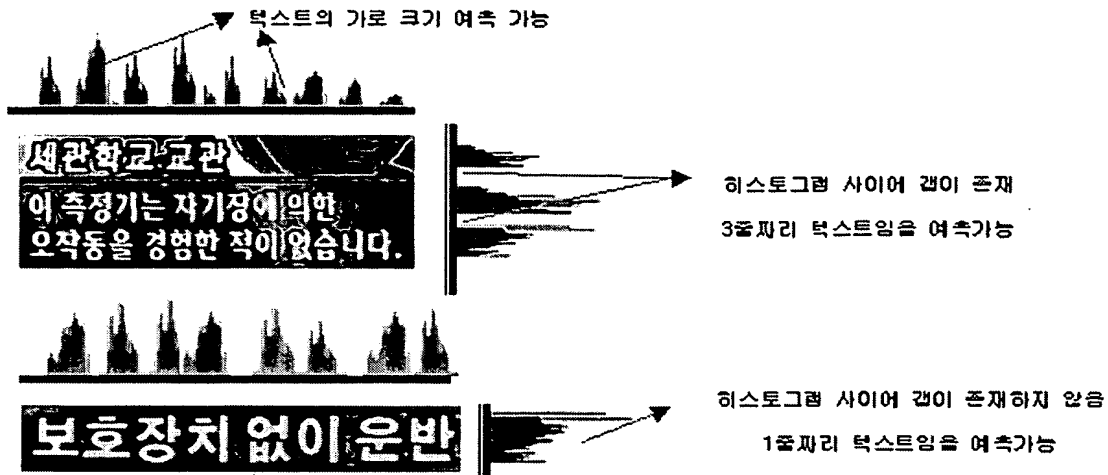 텍스트의 가로 크기 예측 가능
세관학교 교관
이 측정기는 자기장에 의한
오작동을 경험한 적이 없습니다.
히스토그램 사이에 갭이 존재
3줄짜리 텍스트임을 예측가능
보호장치 없이 운반
히스토그램 사이에 갭이 존재하지 않음
1줄짜리 텍스트임을 예측가능